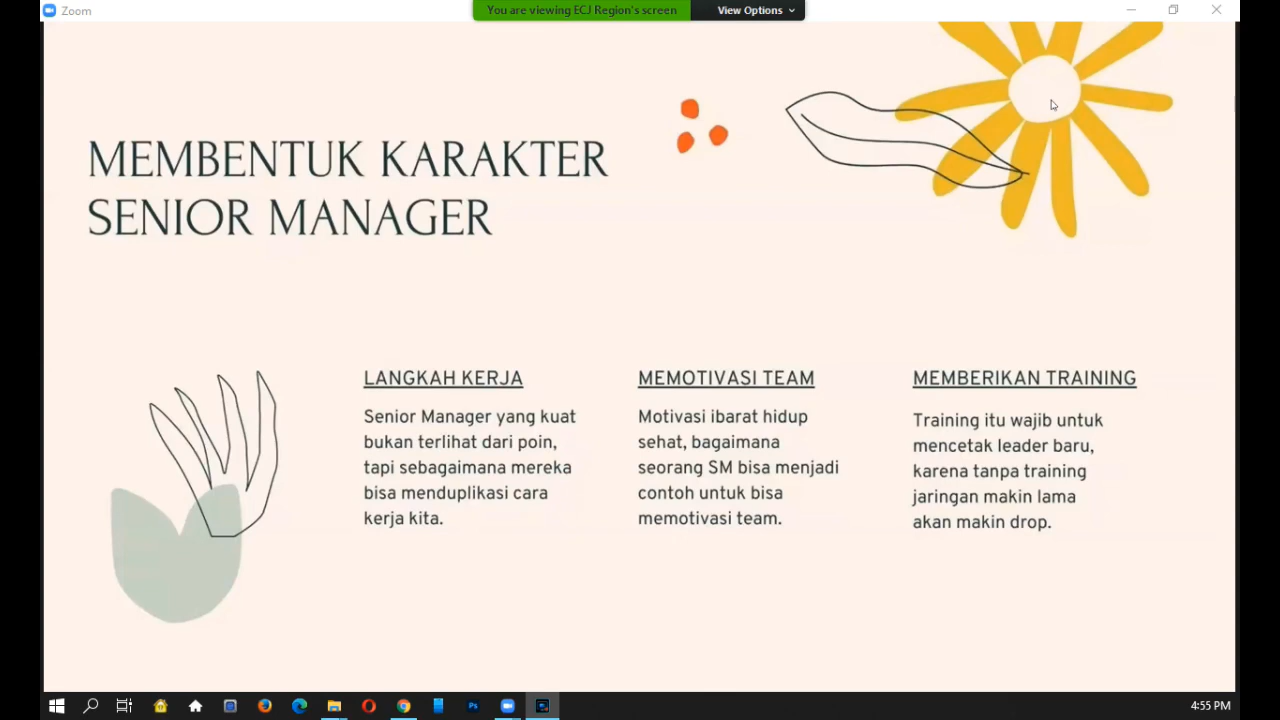 Zoom
You are viewing ECJ Region's screen
View Options
MEMBENTUK KARAKTER
SENIOR MANAGER
LANGKAH KERJA
Senior Manager yang kuat
bukan terlihat dari poin,
tapi sebagaimana mereka
bisa menduplikasi cara
kerja kita.
MEMOTIVASI TEAM
Motivasi ibarat hidup
sehat, bagaimana
seorang SM bisa menjadi
contoh untuk bisa
memotivasi team.
MEMBERIKAN TRAINING
Training itu wajib untuk
mencetak leader baru,
karena tanpa training
jaringan makin lama
akan makin drop.
Ps
4:55 PM